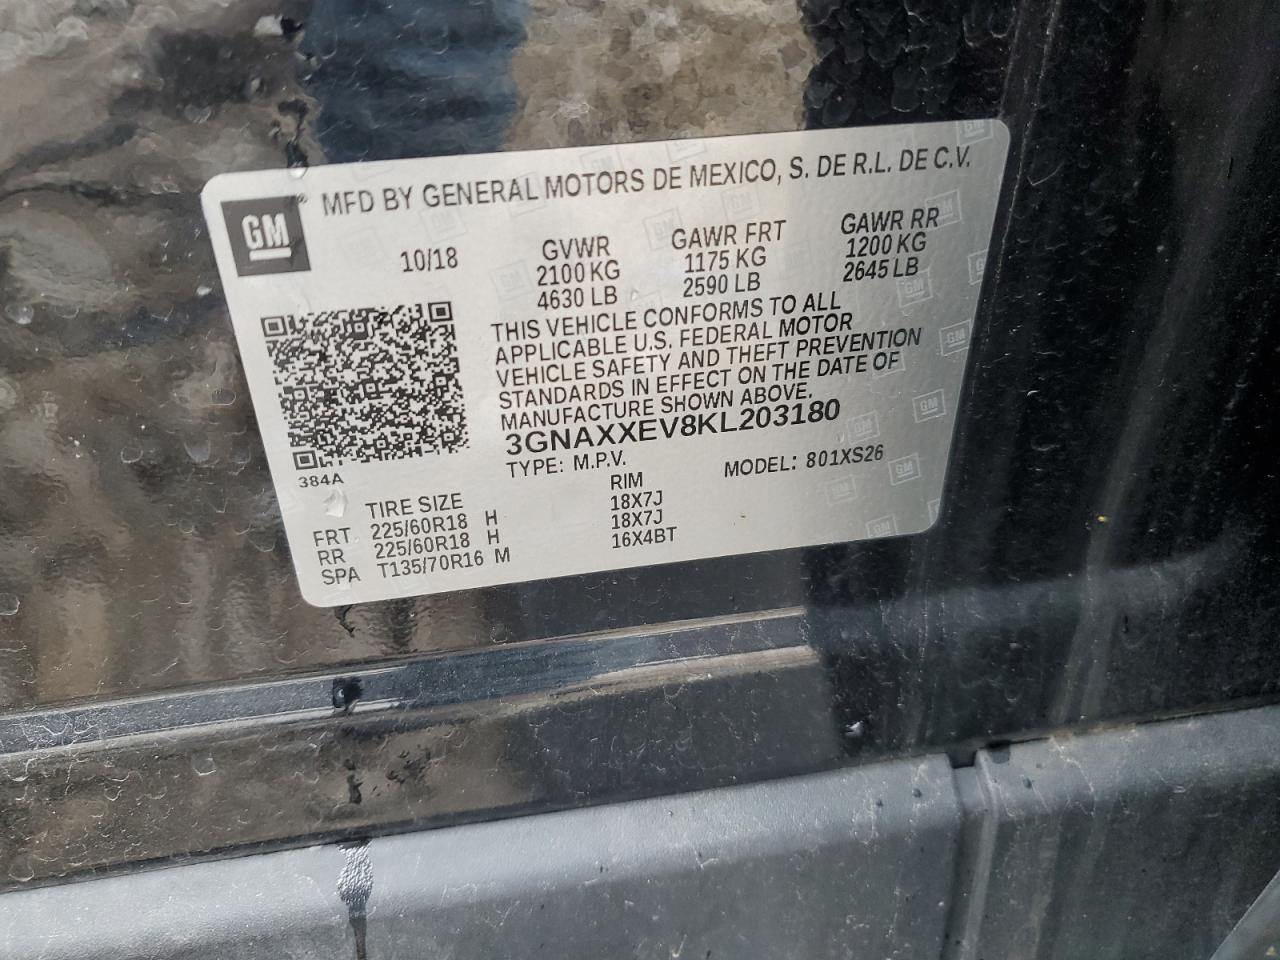 GM® MFD BY GENERAL MOTORS DE MEXICO, S. DE R.L. DE C.V.
10/18 GVWR GAWR FRT GAWR RR
2100 KG 1175 KG 1200 KG
4630 LB 2590 LB 2645 LB
THIS VEHICLE CONFORMS TO ALL
APPLICABLE U.S. FEDERAL MOTOR
VEHICLE SAFETY AND THEFT PREVENTION
STANDARDS IN EFFECT ON THE DATE OF
MANUFACTURE SHOWN ABOVE.
3GNAXXEV8KL203180
TYPE: M.P.V. MODEL: 801XS26
384A
TIRE SIZE RIM
FRT 225/60R18 H 18X7J
RR 225/60R18 H 18X7J
SPA T135/70R16 M 16X4BT